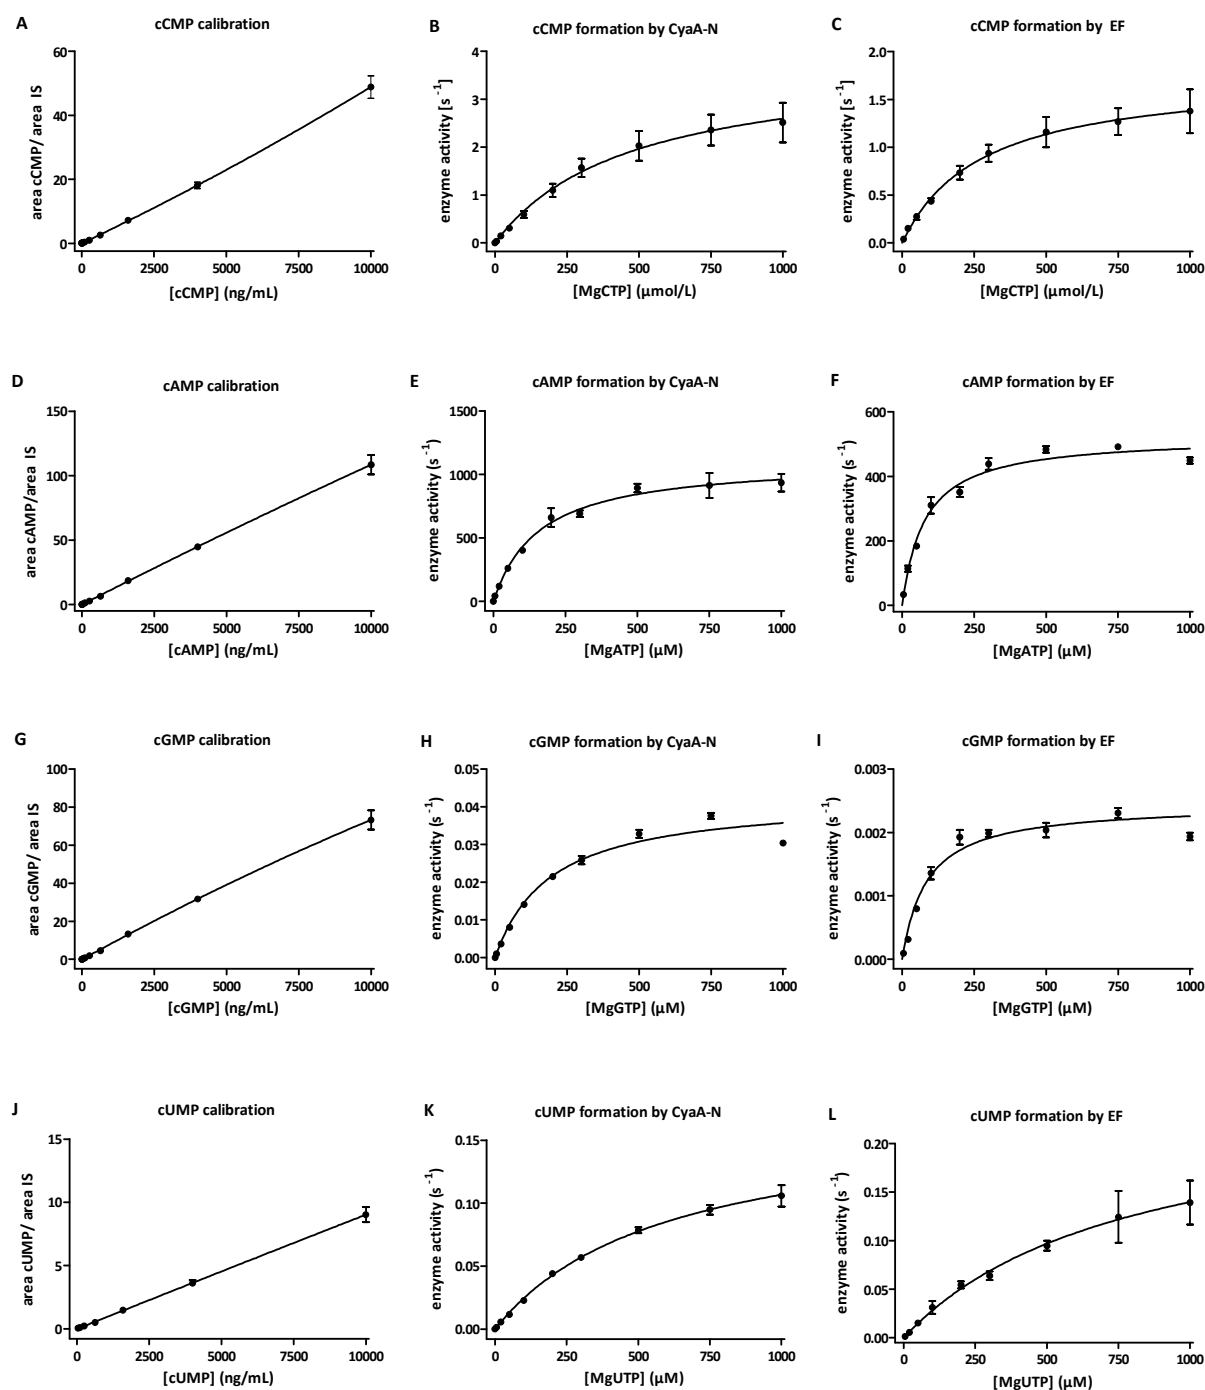 A
cCMP calibration
area cCMP/ area IS
60
40
20
0
0
2500
5000
7500
10000
[cCMP] (ng/mL)
B
cCMP formation by CyaA-N
enzyme activity [s⁻¹]
4
3
2
1
0
0
250
500
750
1000
[MgCTP] (µmol/L)
C
cCMP formation by EF
enzyme activity [s⁻¹]
2.0
1.5
1.0
0.5
0.0
0
250
500
750
1000
[MgCTP] (µmol/L)
D
cAMP calibration
area cAMP/area IS
150
100
50
0
0
2500
5000
7500
10000
[cAMP] (ng/mL)
E
cAMP formation by CyaA-N
enzyme activity (s⁻¹)
1500
1000
500
0
0
250
500
750
1000
[MgATP] (µM)
F
cAMP formation by EF
enzyme activity (s⁻¹)
600
400
200
0
0
250
500
750
1000
[MgATP] (µM)
G
cGMP calibration
area cGMP/ area IS
100
80
60
40
20
0
0
2500
5000
7500
10000
[cGMP] (ng/mL)
H
cGMP formation by CyaA-N
enzyme activity (s⁻¹)
0.05
0.04
0.03
0.02
0.01
0.00
0
250
500
750
1000
[MgGTP] (µM)
I
cGMP formation by EF
enzyme activity (s⁻¹)
0.003
0.002
0.001
0.000
0
250
500
750
1000
[MgGTP] (µM)
J
cUMP calibration
area cUMP/ area IS
15
10
5
0
0
2500
5000
7500
10000
[cUMP] (ng/mL)
K
cUMP formation by CyaA-N
enzyme activity (s⁻¹)
0.15
0.10
0.05
0.00
0
250
500
750
1000
[MgUTP] (µM)
L
cUMP formation by EF
enzyme activity (s⁻¹)
0.20
0.15
0.10
0.05
0.00
0
250
500
750
1000
[MgUTP] (µM)